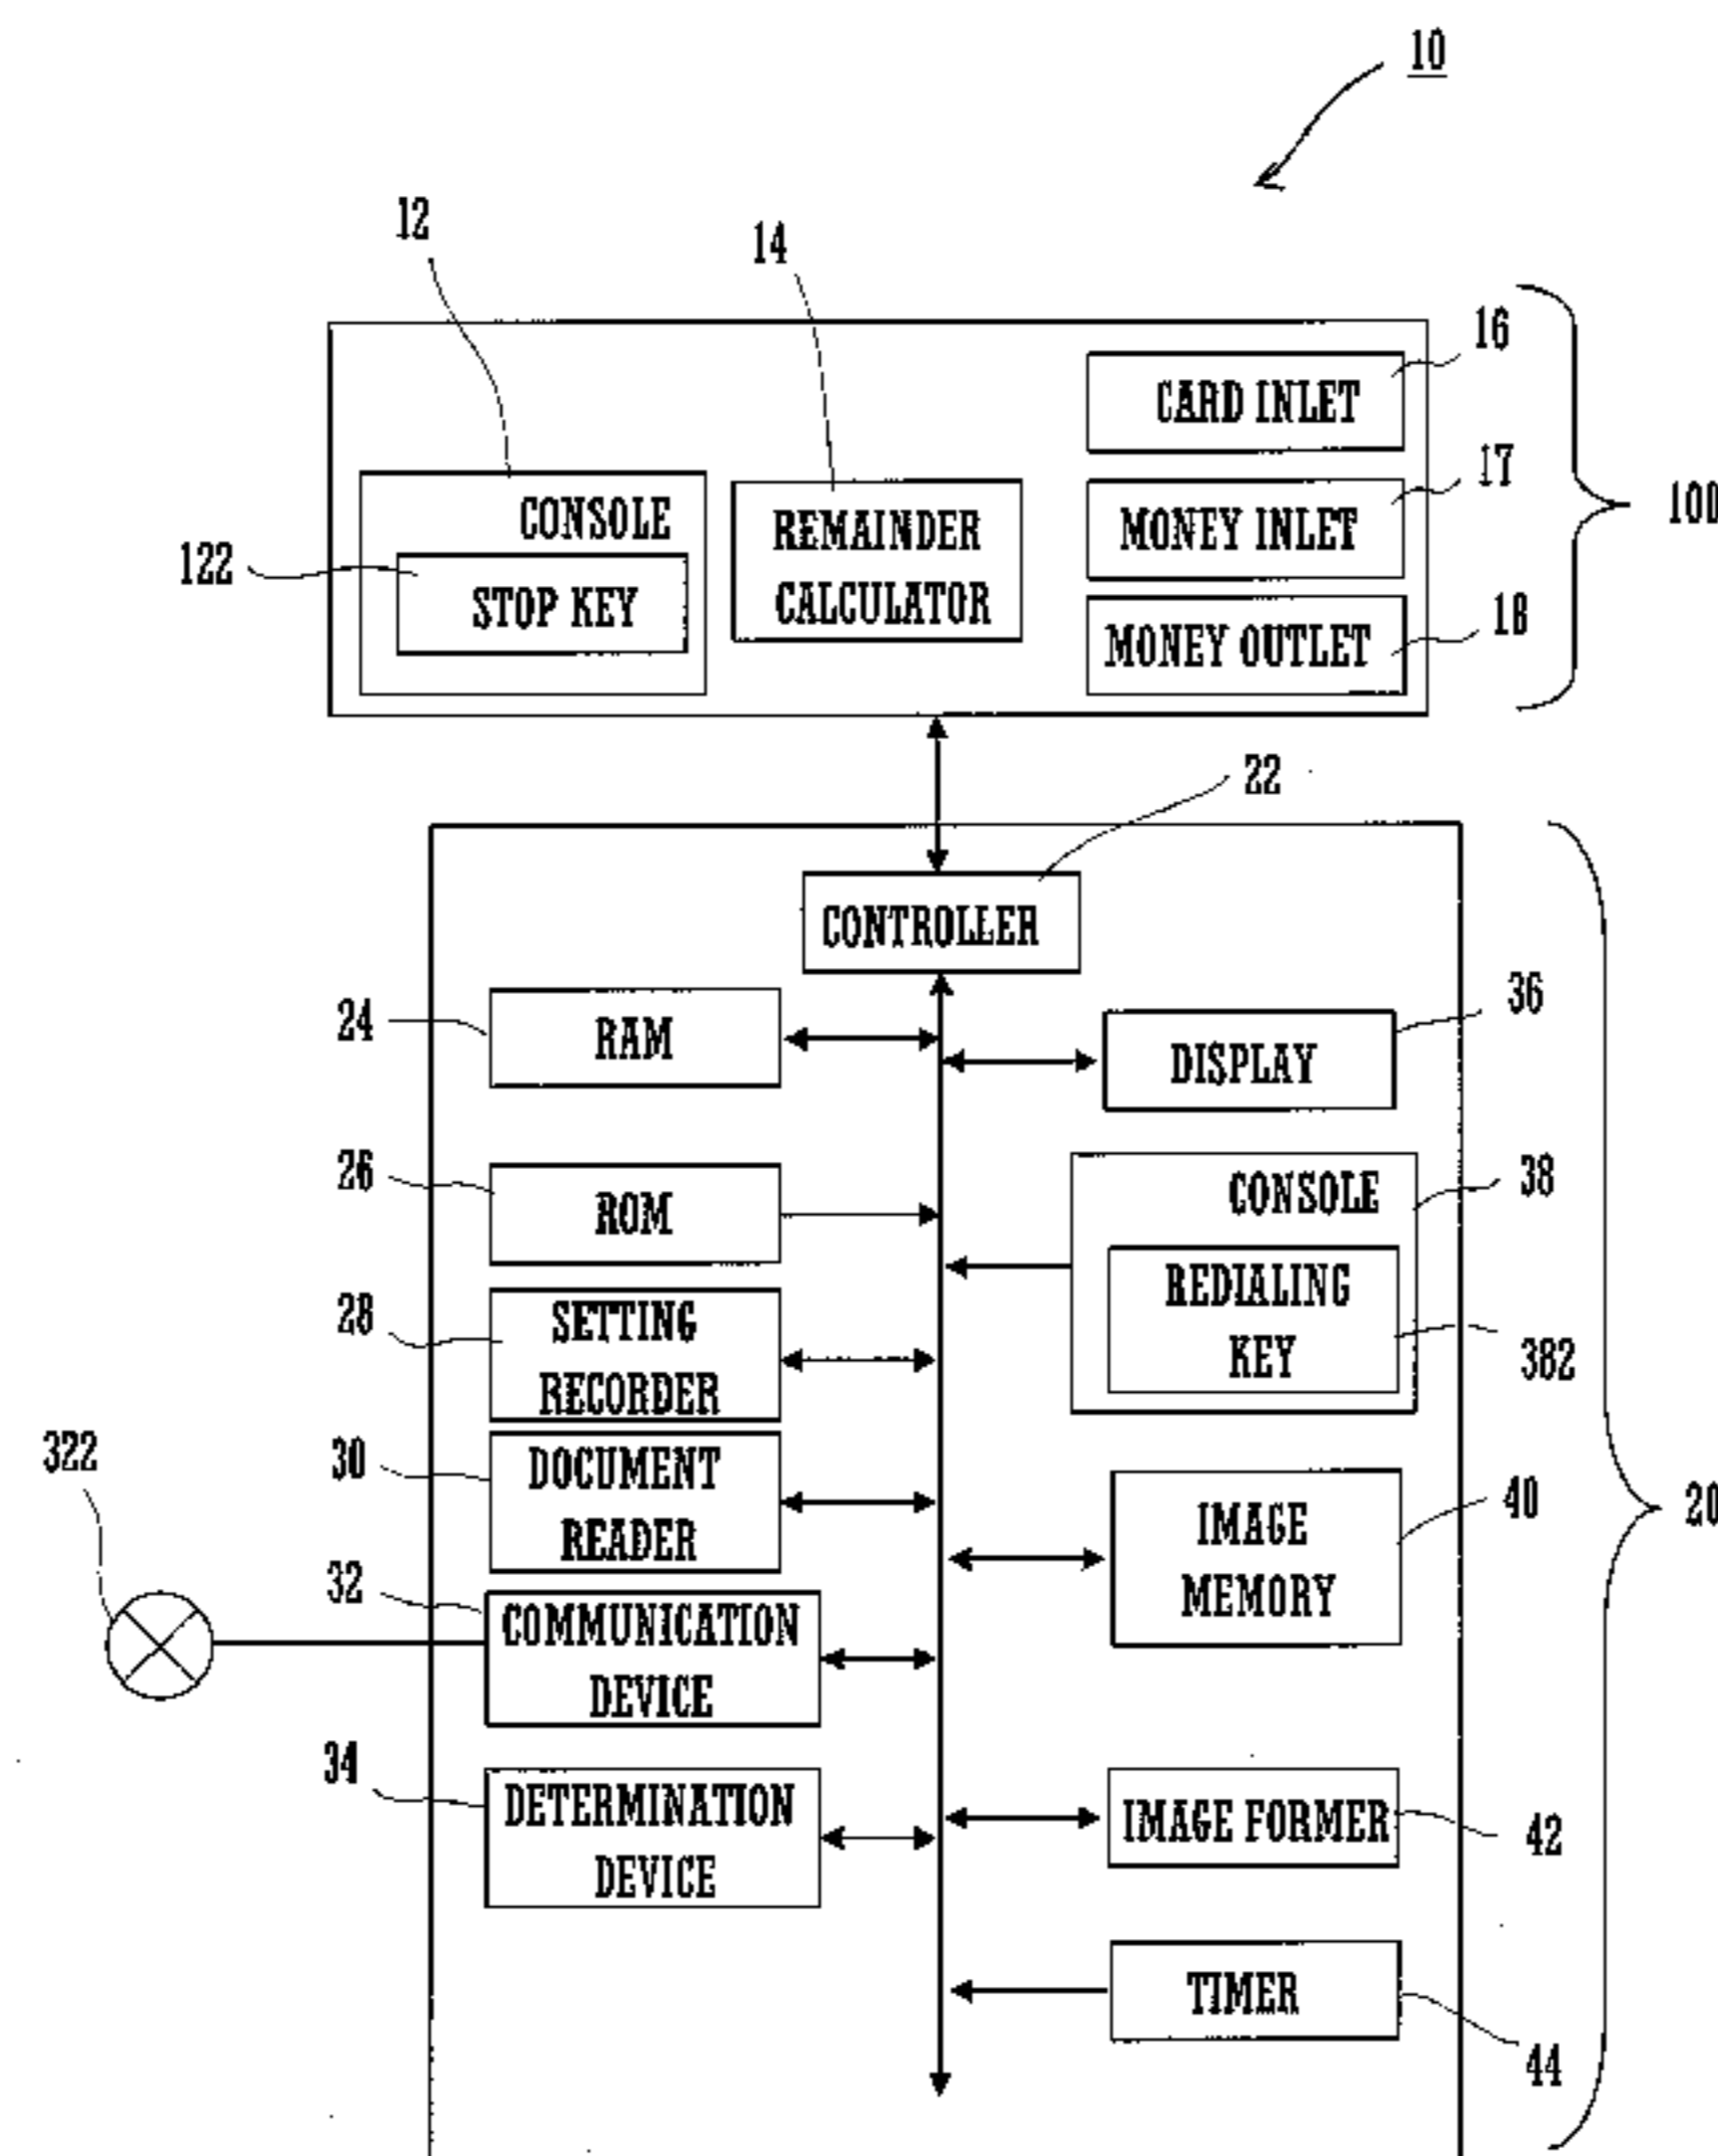 10
12
14
16
CARD INLET
17
100
CONSOLE
MONEY INLET
REMAINDER
CALCULATOR
122
STOP KEY
18
MONEY OUTLET
22
CONTROLLER
24
RAM
36
DISPLAY
26
ROM
38
CONSOLE
REDIALING
KEY
382
28
SETTING
RECORDER
322
30
DOCUMENT
READER
40
IMAGE
MEMORY
20
32
COMMUNICATION
DEVICE
34
DETERMINATION
DEVICE
IMAGE FORMER
42
TIMER
44